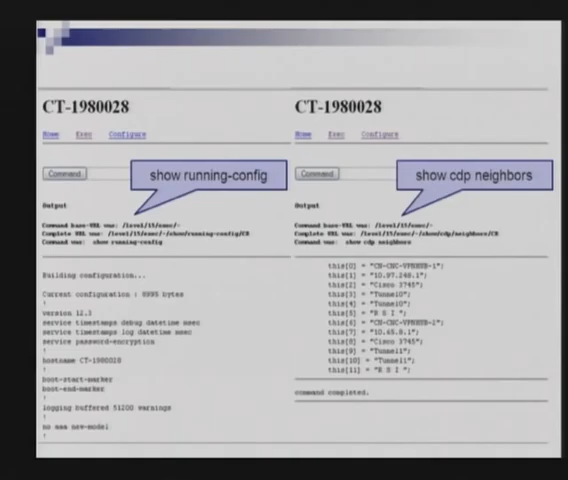 CT-1980028
Home Exec Configure
Command
show running-config
Output
Command base-URL was: /level/15/exec/-
Complete URL was: /level/15/exec/-/show/running-config/CR
Command was: show running-config
Building configuration...
Current configuration : 8995 bytes
!
version 12.3
service timestamps debug datetime msec
service timestamps log datetime msec
service password-encryption
!
hostname CT-1980028
!
boot-start-marker
boot-end-marker
!
logging buffered 51200 warnings
!
no aaa new-model
!
CT-1980028
Home Exec Configure
Command
show cdp neighbors
Output
Command base-URL was: /level/15/exec/-
Complete URL was: /level/15/exec/-/show/cdp/neighbors/CR
Command was: show cdp neighbors
this[0] = "CN-CNC-VPNHUB-1";
this[1] = "10.97.248.1";
this[2] = "Cisco 3745";
this[3] = "Tunnel0";
this[4] = "Tunnel0";
this[5] = "R S I ";
this[6] = "CN-CNC-VPNHUB-2";
this[7] = "10.65.8.1";
this[8] = "Cisco 3745";
this[9] = "Tunnel1";
this[10] = "Tunnel1";
this[11] = "R S I ";
command completed.